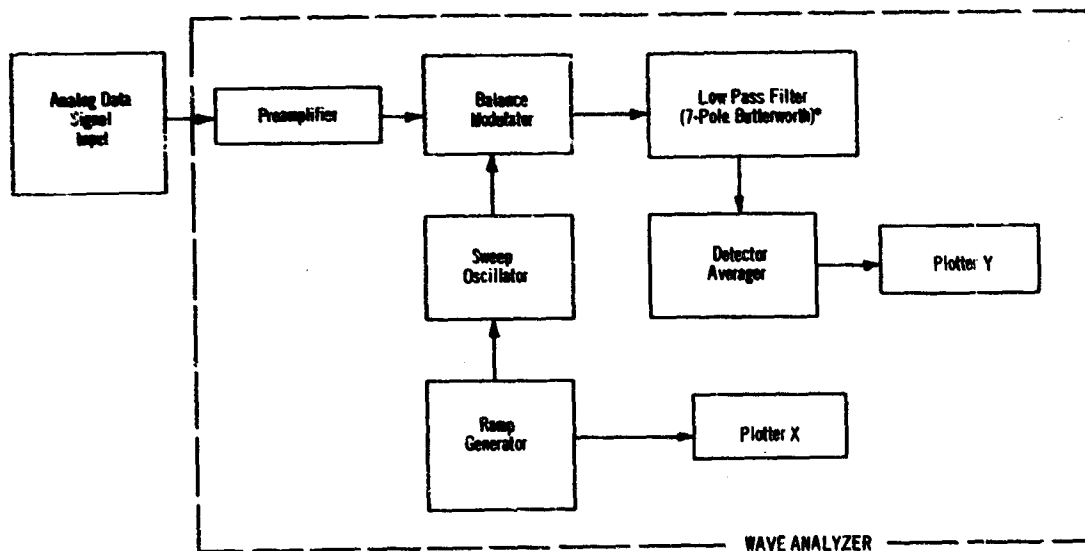 Analog Data
Signal
Input
Preamplifier
Balance
Modulator
Low Pass Filter
(7-Pole Butterworth)*
Sweep
Oscillator
Detector
Averager
Plotter Y
Ramp
Generator
Plotter X
WAVE ANALYZER